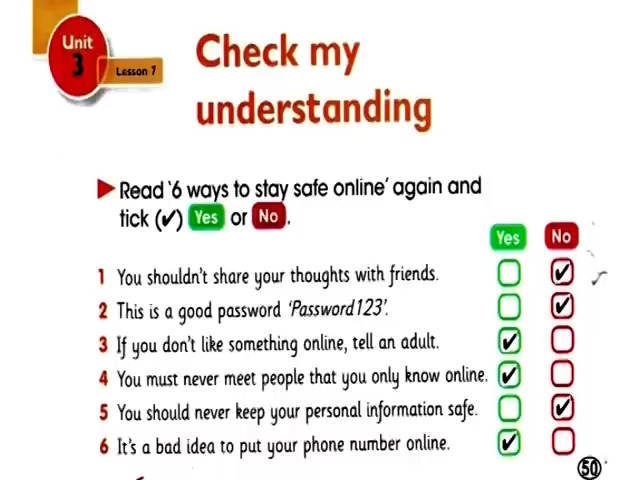 Unit
3
Lesson 7
Check my
understanding
Read '6 ways to stay safe online' again and
tick (✓) Yes or No.
Yes No
1 You shouldn't share your thoughts with friends. ✓
2 This is a good password 'Password123'. ✓
3 If you don't like something online, tell an adult. ✓
4 You must never meet people that you only know online. ✓
5 You should never keep your personal information safe. ✓
6 It's a bad idea to put your phone number online. ✓
50